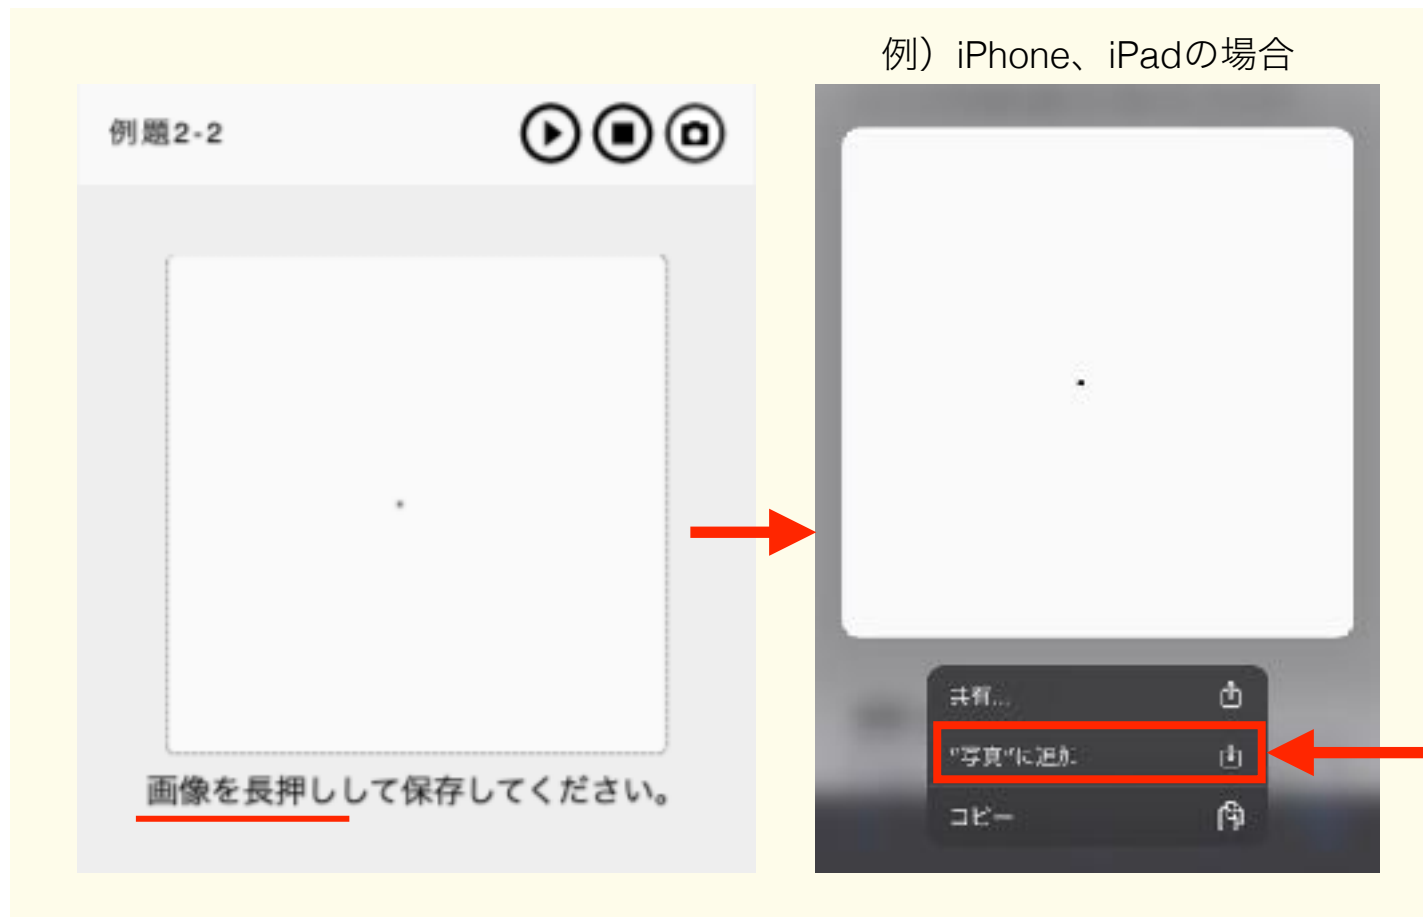 例）iPhone、iPadの場合
例題2-2
画像を長押しして保存してください。
共有...
"写真"に追加
コピー